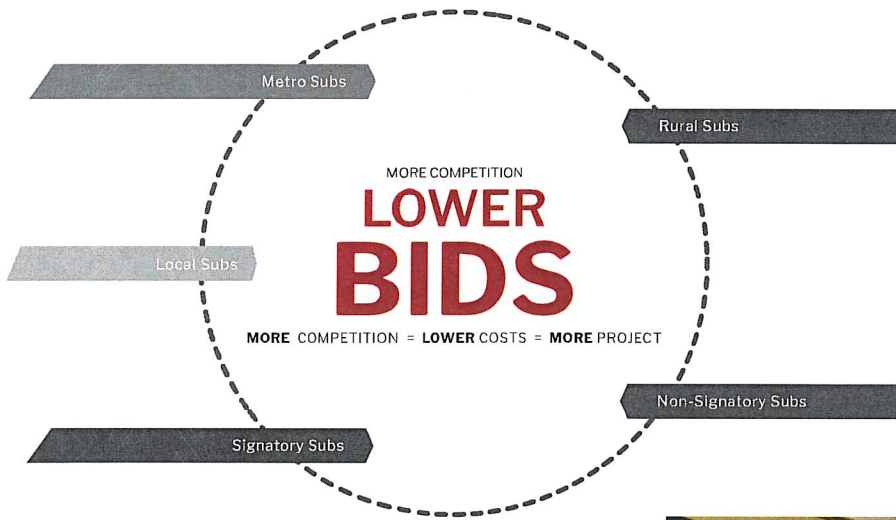 Metro Subs
Rural Subs
MORE COMPETITION
LOWER
BIDS
MORE COMPETITION = LOWER COSTS = MORE PROJECT
Local Subs
Non-Signatory Subs
Signatory Subs